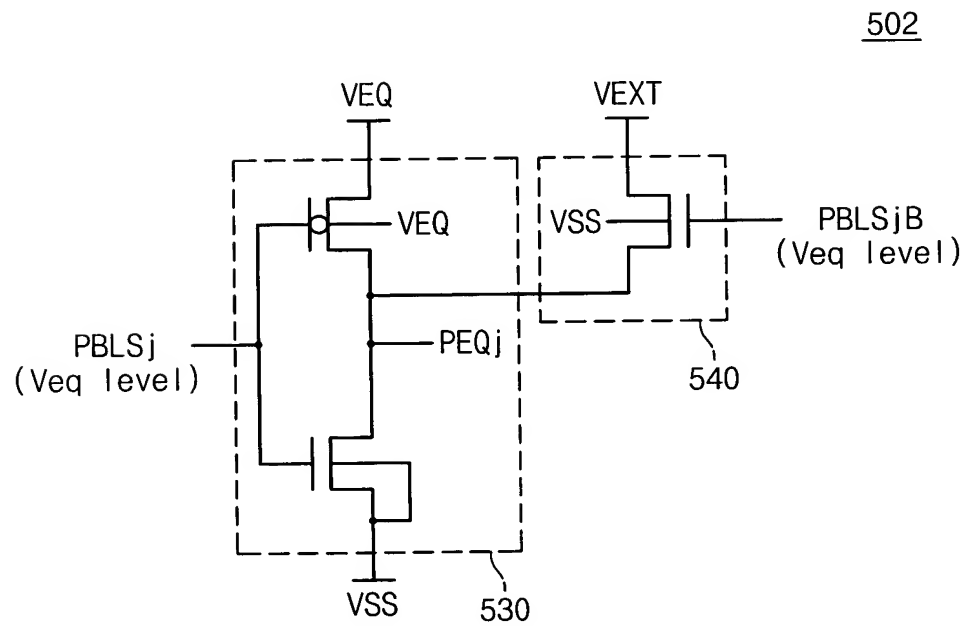 502
VEQ
VEXT
VEQ
VSS
PBLSjB
(Veq level)
PBLSj
(Veq level)
PEQj
540
VSS
530